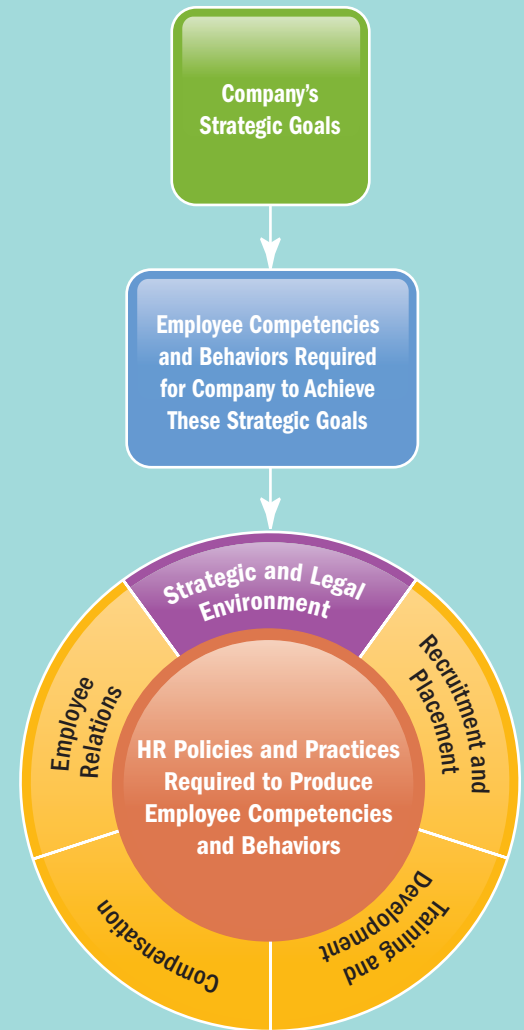 Company's
Strategic Goals
Employee Competencies
and Behaviors Required
for Company to Achieve
These Strategic Goals
Strategic and Legal
Environment
Recruitment and
Placement
Training and
Development
Compensation
Employee
Relations
HR Policies and Practices
Required to Produce
Employee Competencies
and Behaviors